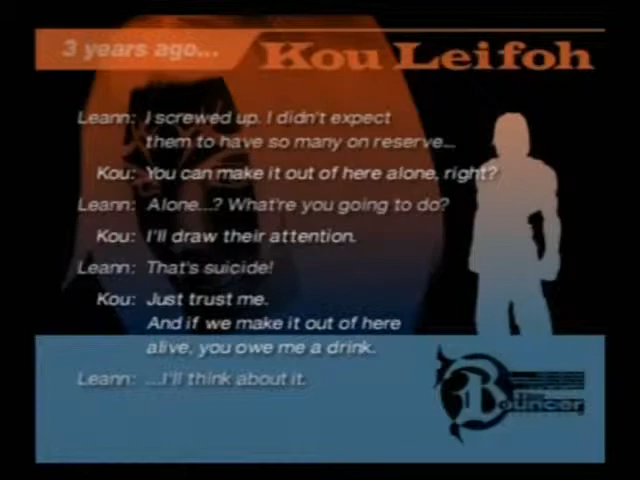 3 years ago...
Kou Leifoh
Leann: I screwed up. I didn't expect
them to have so many on reserve...
Kou: You can make it out of here alone, right?
Leann: Alone...? What're you going to do?
Kou: I'll draw their attention.
Leann: That's suicide!
Kou: Just trust me.
And if we make it out of here
alive, you owe me a drink.
Leann: ...I'll think about it.
Bouncer